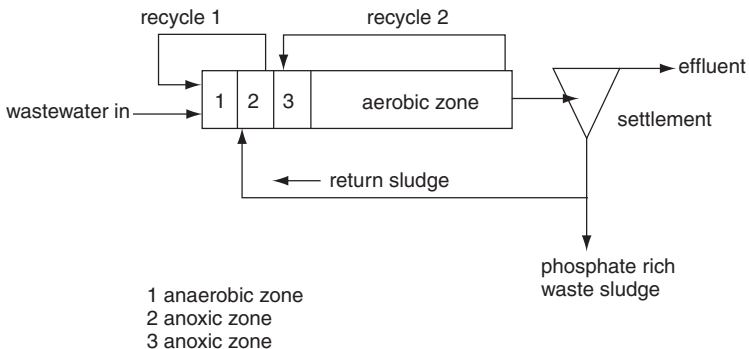 recycle 1
recycle 2
effluent
1
2
3
aerobic zone
wastewater in
settlement
return sludge
phosphate rich
waste sludge
1 anaerobic zone
2 anoxic zone
3 anoxic zone